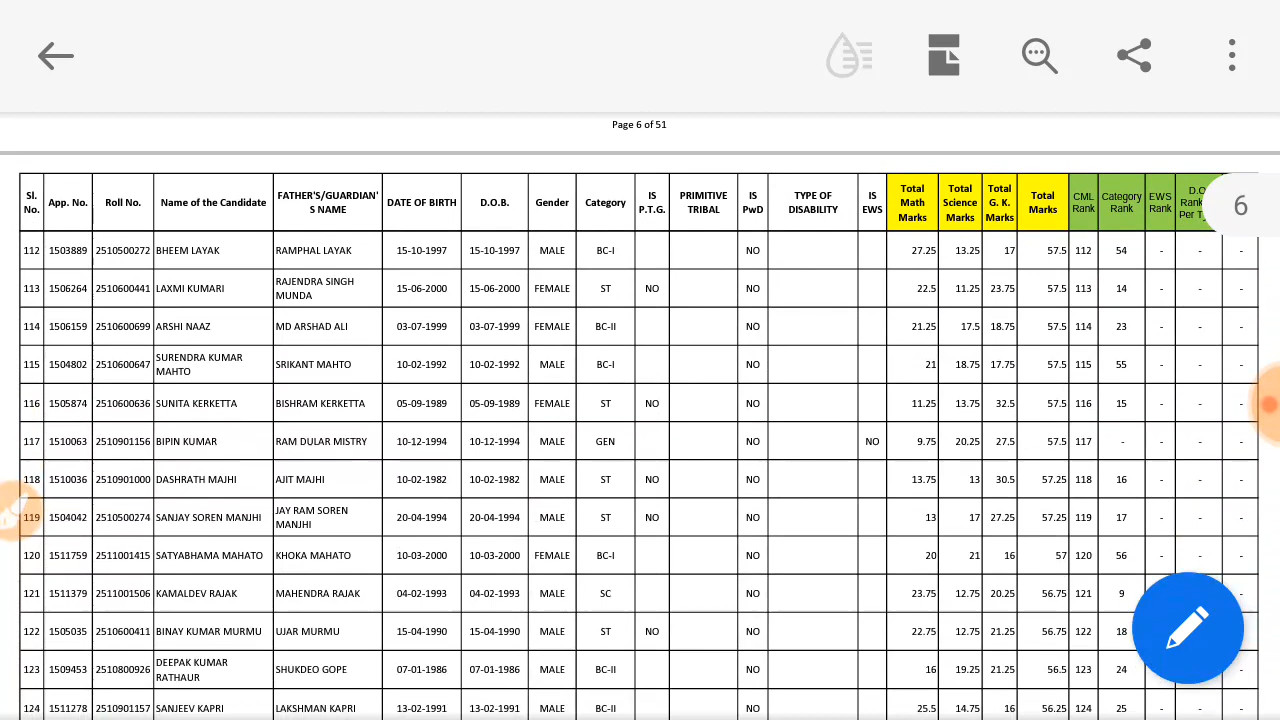 Page 6 of 51
6
Sl. No. App. No. Roll No. Name of the Candidate FATHER'S/GUARDIAN'S NAME DATE OF BIRTH D.O.B. Gender Category IS P.T.G. PRIMITIVE TRIBAL IS PwD TYPE OF DISABILITY IS EWS Total Math Marks Total Science Marks Total G. K. Marks Total Marks CML Rank Category Rank EWS Rank D.O Rank Per T
112 1503889 2510500272 BHEEM LAYAK RAMPHAL LAYAK 15-10-1997 15-10-1997 MALE BC-I NO 27.25 13.25 17 57.5 112 54 - - -
113 1506264 2510600441 LAXMI KUMARI RAJENDRA SINGH MUNDA 15-06-2000 15-06-2000 FEMALE ST NO NO 22.5 11.25 23.75 57.5 113 14 - - -
114 1506159 2510600699 ARSHI NAAZ MD ARSHAD ALI 03-07-1999 03-07-1999 FEMALE BC-II NO 21.25 17.5 18.75 57.5 114 23 - - -
115 1504802 2510600647 SURENDRA KUMAR MAHTO SRIKANT MAHTO 10-02-1992 10-02-1992 MALE BC-I NO 21 18.75 17.75 57.5 115 55 - - -
116 1505874 2510600636 SUNITA KERKETTA BISHRAM KERKETTA 05-09-1989 05-09-1989 FEMALE ST NO NO 11.25 13.75 32.5 57.5 116 15 - - -
117 1510063 2510901156 BIPIN KUMAR RAM DULAR MISTRY 10-12-1994 10-12-1994 MALE GEN NO NO 9.75 20.25 27.5 57.5 117 - - - -
118 1510036 2510901000 DASHRATH MAJHI AJIT MAJHI 10-02-1982 10-02-1982 MALE ST NO NO 13.75 13 30.5 57.25 118 16 - - -
119 1504042 2510500274 SANJAY SOREN MANJHI JAY RAM SOREN MANJHI 20-04-1994 20-04-1994 MALE ST NO NO 13 17 27.25 57.25 119 17 - - -
120 1511759 2511001415 SATYABHAMA MAHATO KHOKA MAHATO 10-03-2000 10-03-2000 FEMALE BC-I NO 20 21 16 57 120 56 - - -
121 1511379 2511001506 KAMALDEV RAJAK MAHENDRA RAJAK 04-02-1993 04-02-1993 MALE SC NO 23.75 12.75 20.25 56.75 121 9
122 1505035 2510600411 BINAY KUMAR MURMU UJAR MURMU 15-04-1990 15-04-1990 MALE ST NO NO 22.75 12.75 21.25 56.75 122 18
123 1509453 2510800926 DEEPAK KUMAR RATHAUR SHUKDEO GOPE 07-01-1986 07-01-1986 MALE BC-II NO 16 19.25 21.25 56.5 123 24 -
124 1511278 2510901157 SANJEEV KAPRI LAKSHMAN KAPRI 13-02-1991 13-02-1991 MALE BC-II NO 25.5 14.75 16 56.25 124 25 - - -